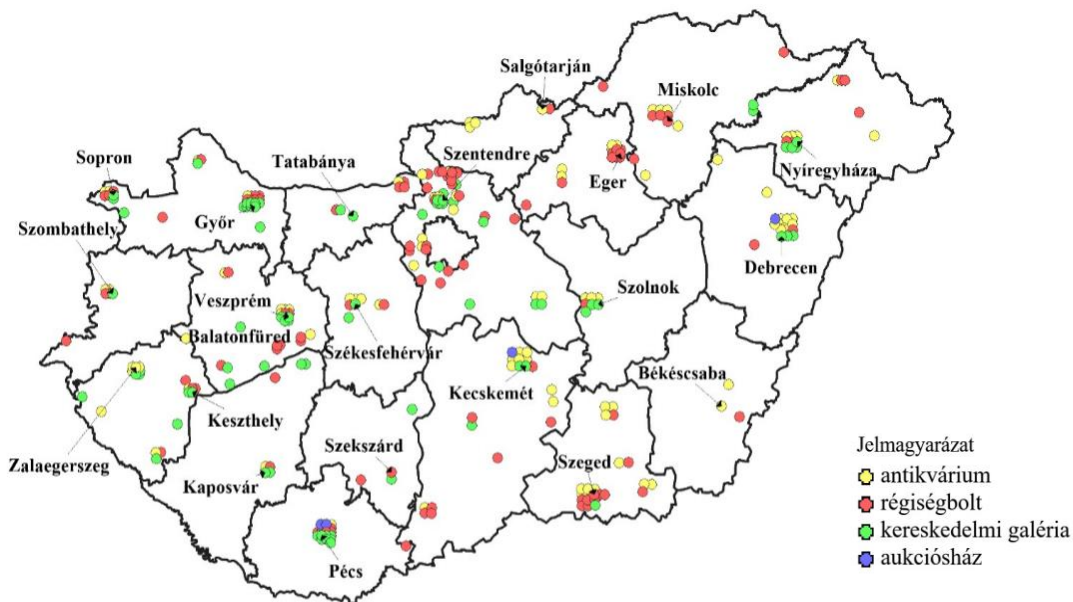 Salgótarján
Miskolc
Sopron
Tatabánya
Szentendre
Eger
Nyíregyháza
Győr
Szombathely
Debrecen
Veszprém
Szolnok
Balatonfüred
Székesfehérvár
Békéscsaba
Kecskemét
Keszthely
Zalaegerszeg
Szekszárd
Szeged
Kaposvár
Pécs
Jelmagyarázat
antikvárium
régiségbolt
kereskedelmi galéria
aukciósház